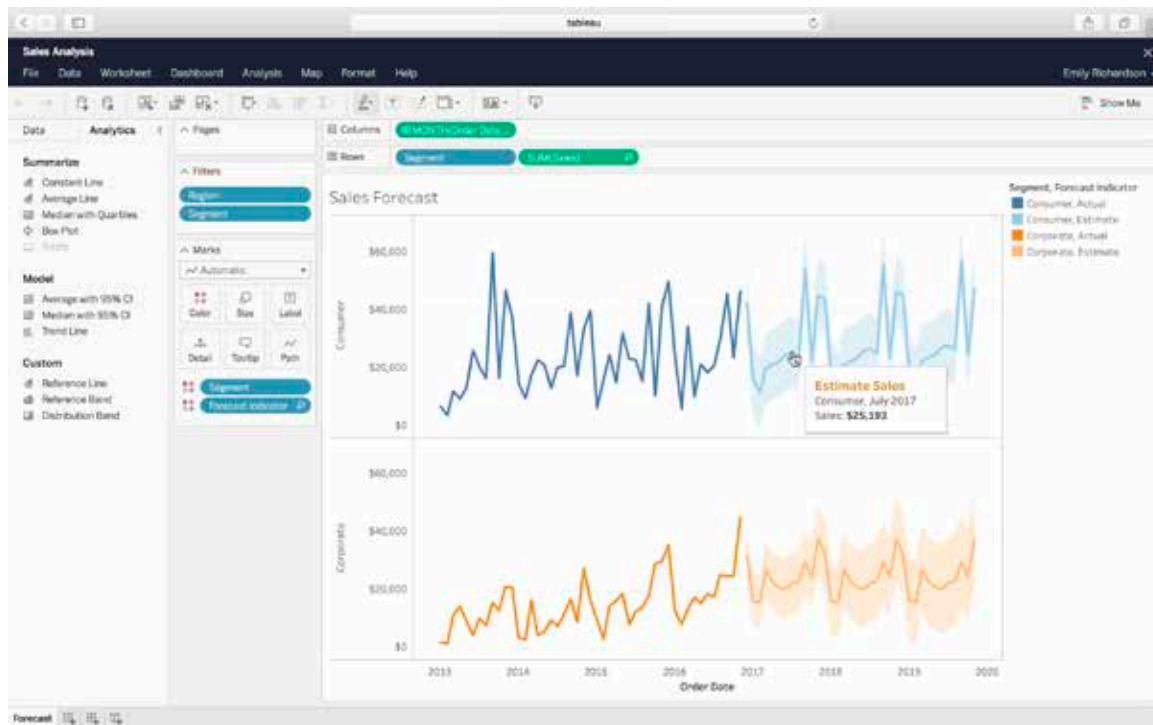 tableau
Sales Analysis
File Data Worksheet Dashboard Analysis Map Format Help
Emily Richardson
Show Me
Data Analytics
Pages
Columns
MONTH(Order Date...
Rows
Segment
SUM(Sales)
Summarize
Constant Line
Average Line
Median with Quartiles
Box Plot
Totals
Model
Average with 95% CI
Median with 95% CI
Trend Line
Custom
Reference Line
Reference Band
Distribution Band
Filters
Region
Segment
Marks
Automatic
Color Size Label
Detail Tooltip Path
Segment
Forecast indicator
Sales Forecast
Consumer
$60,000
$40,000
$20,000
$0
Estimate Sales
Consumer, July 2017
Sales: $25,193
Corporate
$60,000
$40,000
$20,000
$0
2013 2014 2015 2016 2017 2018 2019 2020
Order Date
Segment, Forecast indicator
Consumer, Actual
Consumer, Estimate
Corporate, Actual
Corporate, Estimate
Forecast